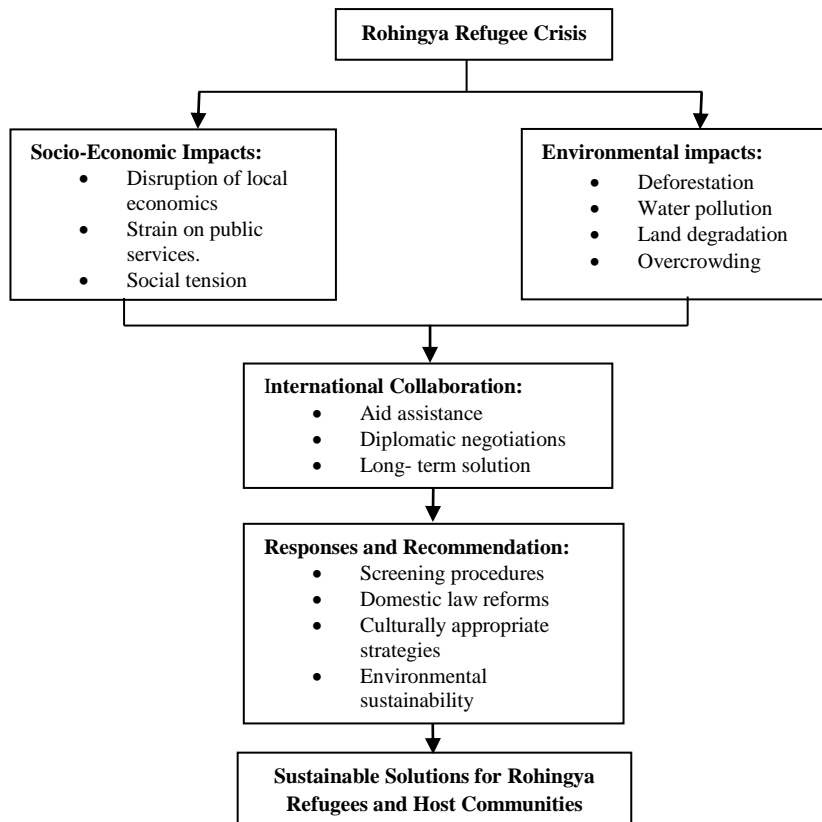 Rohingya Refugee Crisis
Socio-Economic Impacts:
• Disruption of local
economics
• Strain on public
services.
• Social tension
Environmental impacts:
• Deforestation
• Water pollution
• Land degradation
• Overcrowding
International Collaboration:
• Aid assistance
• Diplomatic negotiations
• Long- term solution
Responses and Recommendation:
• Screening procedures
• Domestic law reforms
• Culturally appropriate
strategies
• Environmental
sustainability
Sustainable Solutions for Rohingya
Refugees and Host Communities